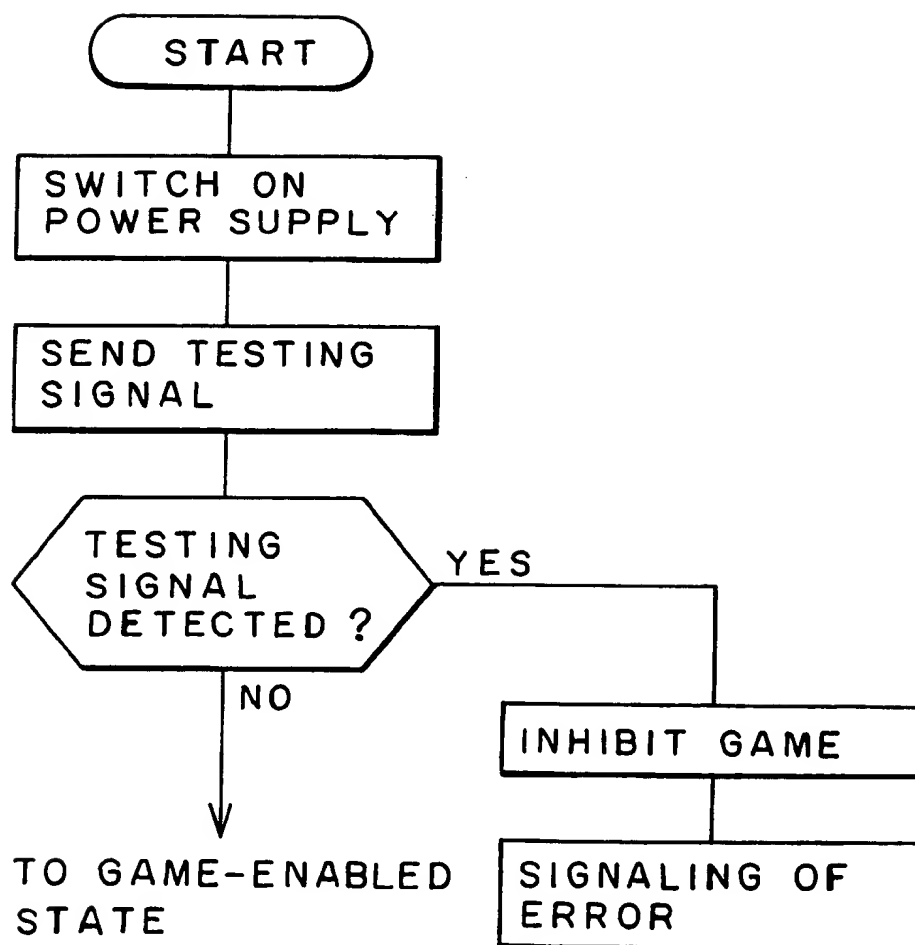 START
SWITCH ON
POWER SUPPLY
SEND TESTING
SIGNAL
TESTING
SIGNAL
DETECTED ?
YES
NO
INHIBIT GAME
SIGNALING OF
ERROR
TO GAME-ENABLED
STATE